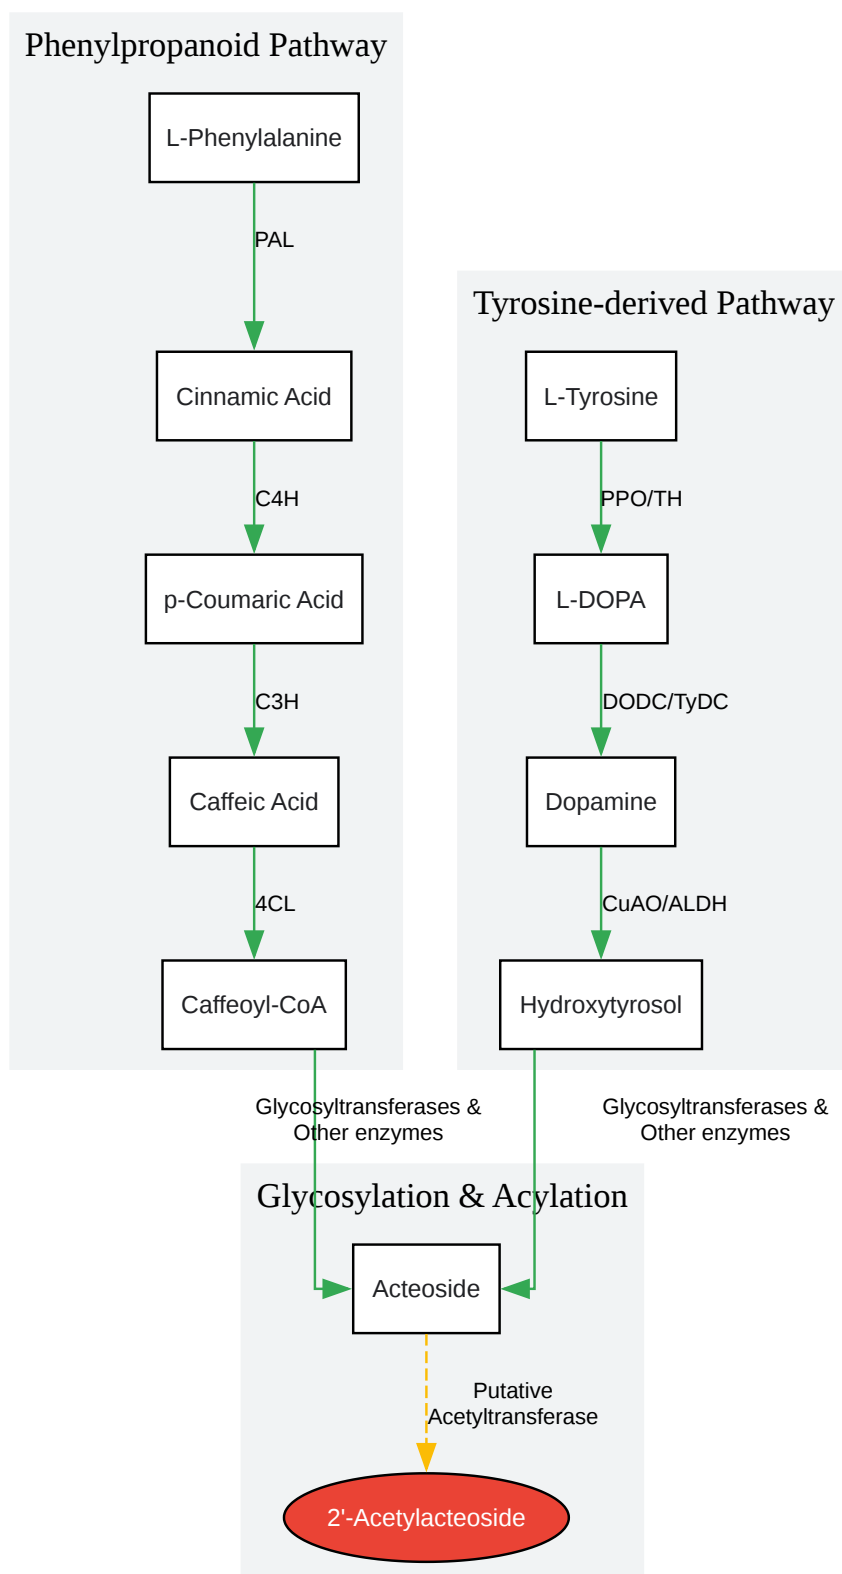 Phenylpropanoid Pathway
L-Phenylalanine
PAL
Cinnamic Acid
C4H
p-Coumaric Acid
C3H
Caffeic Acid
4CL
Caffeoyl-CoA
Glycosyltransferases &
Other enzymes
Tyrosine-derived Pathway
L-Tyrosine
PPO/TH
L-DOPA
DODC/TyDC
Dopamine
CuAO/ALDH
Hydroxytyrosol
Glycosyltransferases &
Other enzymes
Glycosylation & Acylation
Acteoside
Putative
Acetyltransferase
2'-Acetylacteoside